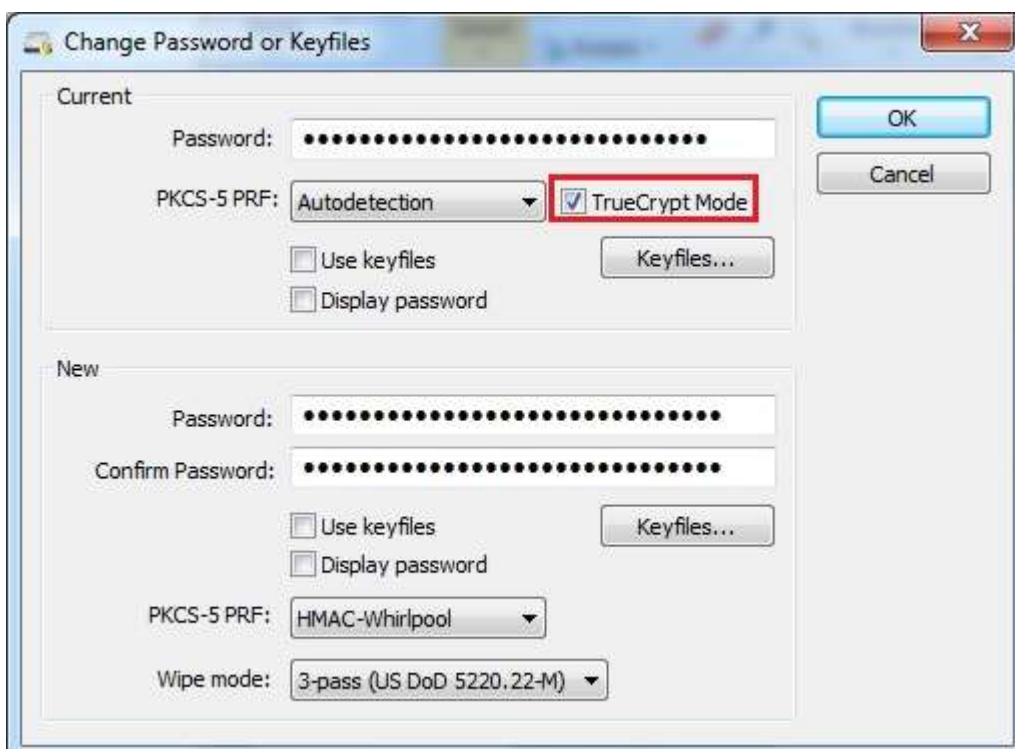 Change Password or Keyfiles
Current
OK
Password: ●●●●●●●●●●●●●●●●●●●●●●●●●●●●●
Cancel
PKCS-5 PRF: Autodetection TrueCrypt Mode
Use keyfiles Keyfiles...
Display password
New
Password: ●●●●●●●●●●●●●●●●●●●●●●●●●●●●●●
Confirm Password: ●●●●●●●●●●●●●●●●●●●●●●●●●●●●●●
Use keyfiles Keyfiles...
Display password
PKCS-5 PRF: HMAC-Whirlpool
Wipe mode: 3-pass (US DoD 5220.22-M)